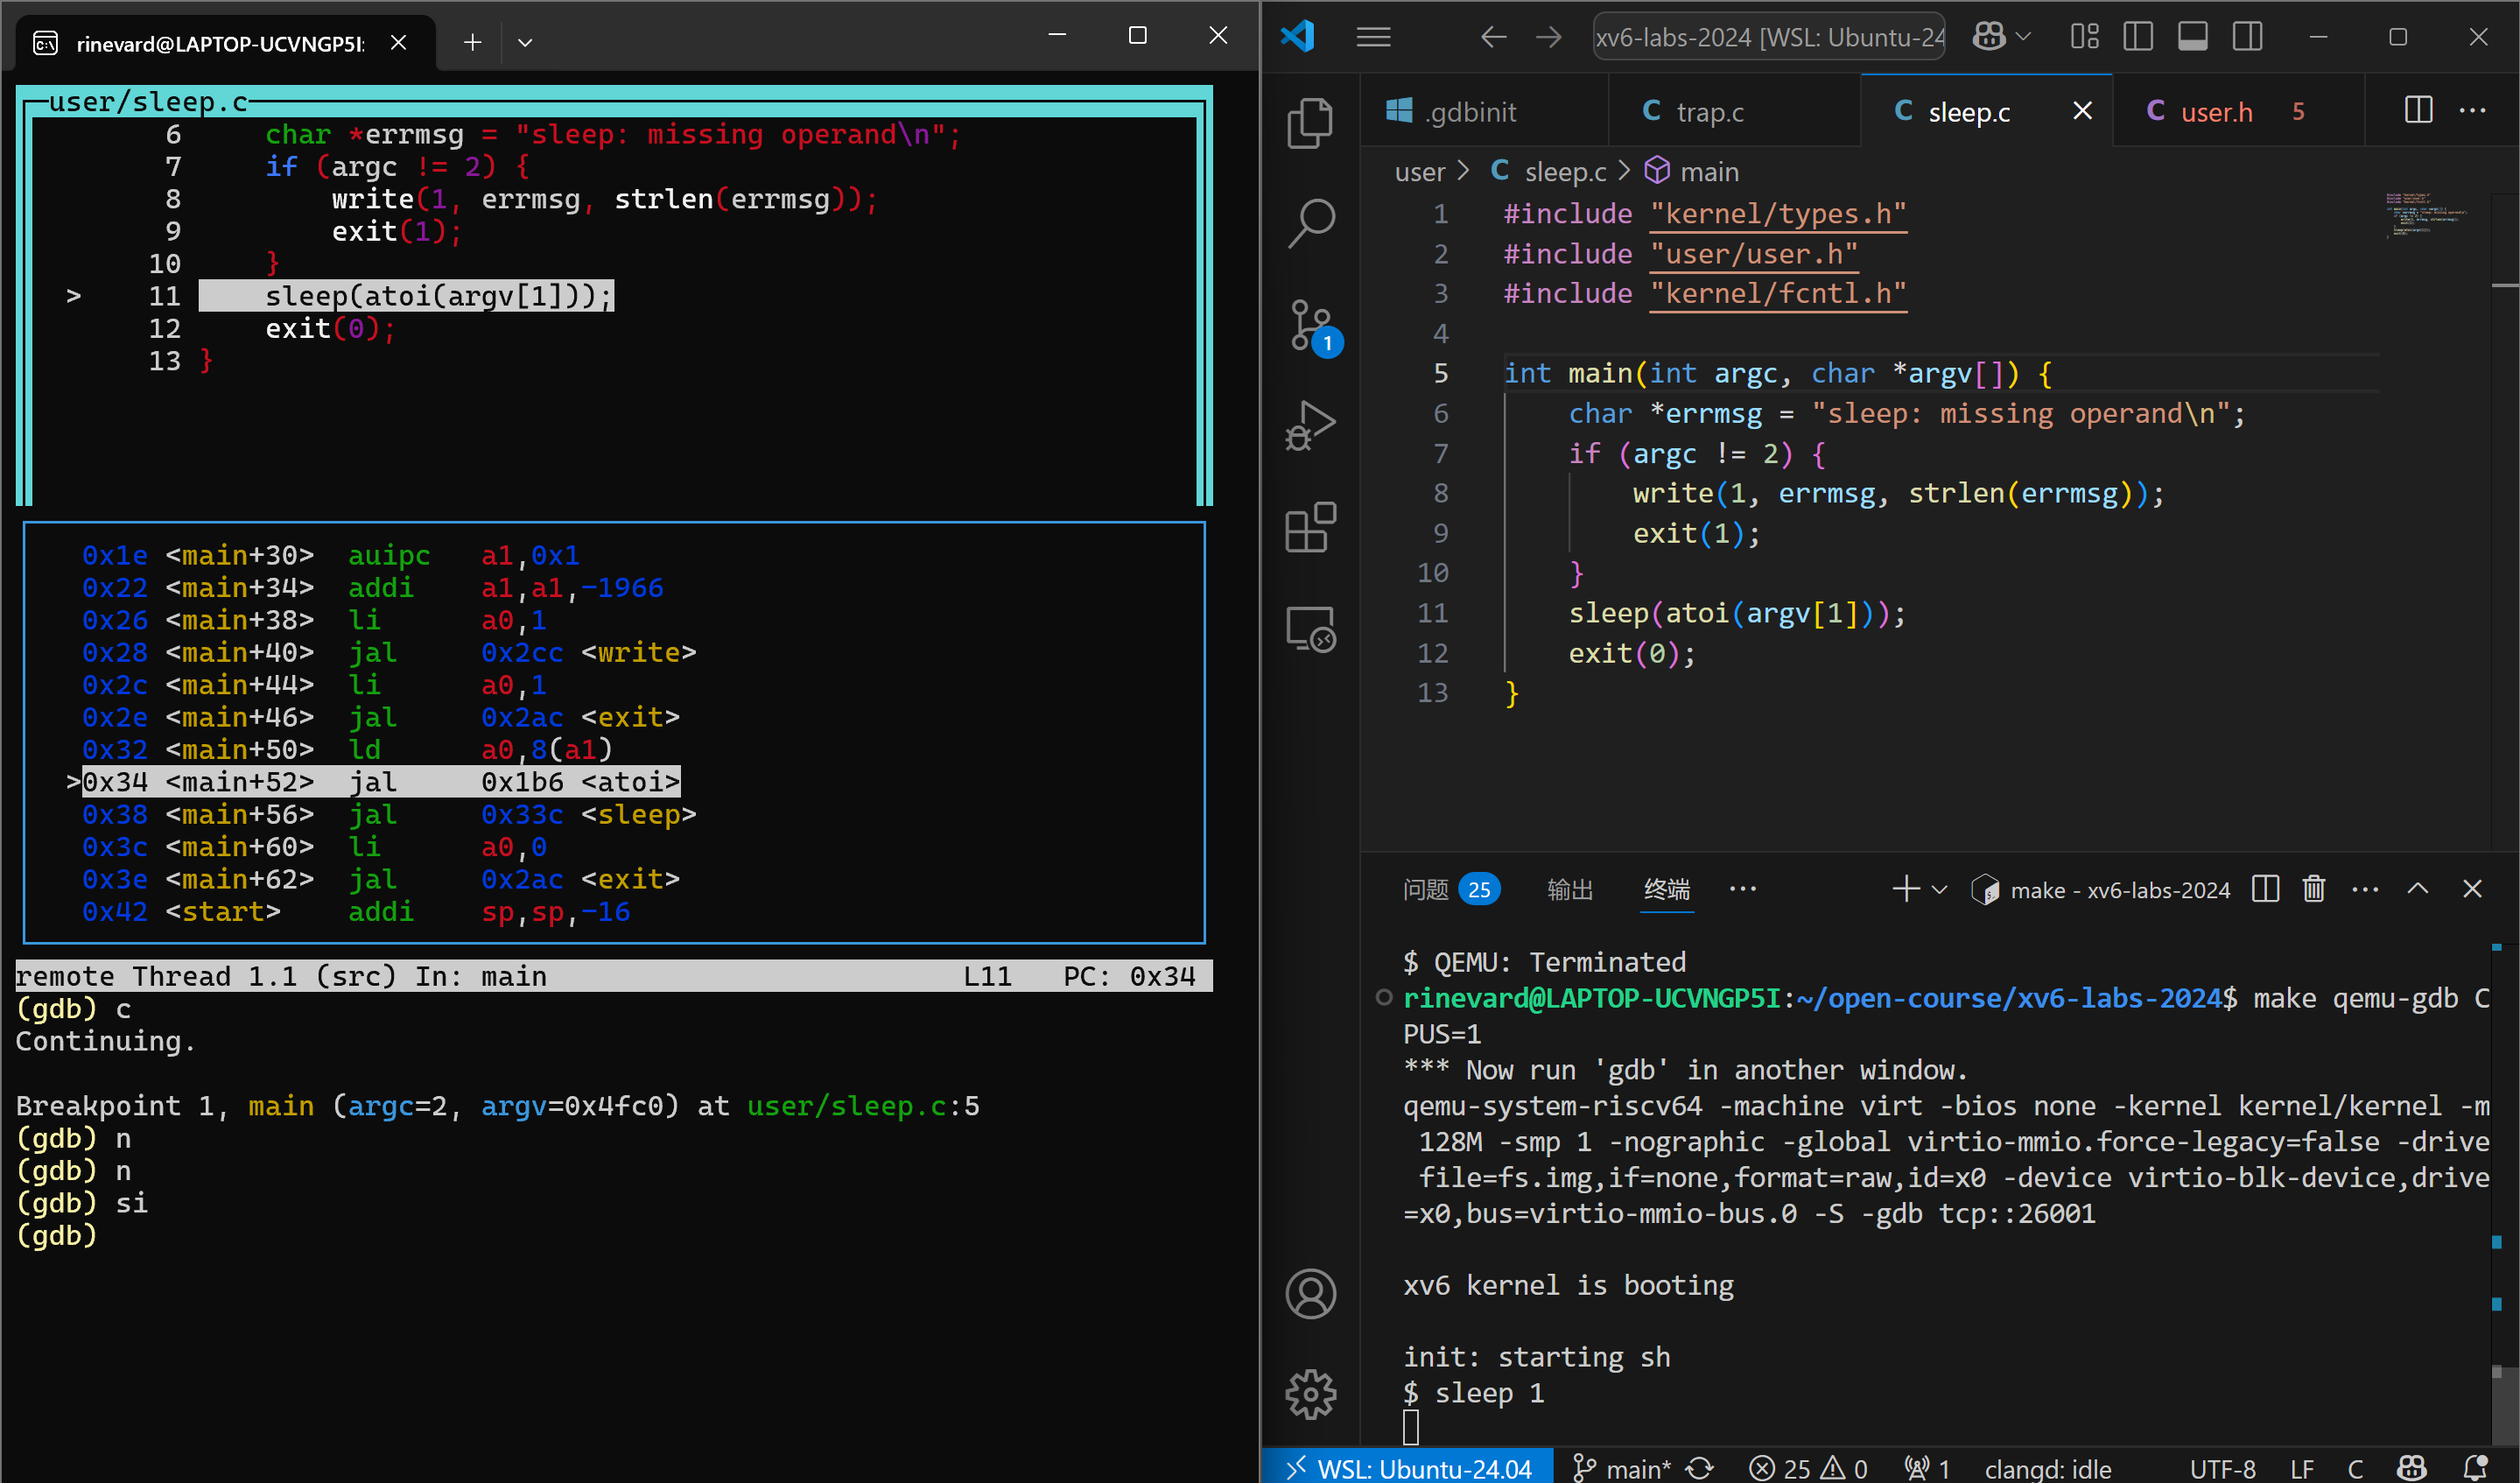 rinevard@LAPTOP-UCVNGP5I:
user/sleep.c
6 char *errmsg = "sleep: missing operand\n";
7 if (argc != 2) {
8 write(1, errmsg, strlen(errmsg));
9 exit(1);
10 }
> 11 sleep(atoi(argv[1]));
12 exit(0);
13 }
0x1e <main+30> auipc a1,0x1
0x22 <main+34> addi a1,a1,-1966
0x26 <main+38> li a0,1
0x28 <main+40> jal 0x2cc <write>
0x2c <main+44> li a0,1
0x2e <main+46> jal 0x2ac <exit>
0x32 <main+50> ld a0,8(a1)
>0x34 <main+52> jal 0x1b6 <atoi>
0x38 <main+56> jal 0x33c <sleep>
0x3c <main+60> li a0,0
0x3e <main+62> jal 0x2ac <exit>
0x42 <start> addi sp,sp,-16
remote Thread 1.1 (src) In: main L11 PC: 0x34
(gdb) c
Continuing.
Breakpoint 1, main (argc=2, argv=0x4fc0) at user/sleep.c:5
(gdb) n
(gdb) n
(gdb) si
(gdb)
xv6-labs-2024 [WSL: Ubuntu-24
.gdbinit
C trap.c
C sleep.c
C user.h 5
user > C sleep.c > main
1 #include "kernel/types.h"
2 #include "user/user.h"
3 #include "kernel/fcntl.h"
4
5 int main(int argc, char *argv[]) {
6 char *errmsg = "sleep: missing operand\n";
7 if (argc != 2) {
8 write(1, errmsg, strlen(errmsg));
9 exit(1);
10 }
11 sleep(atoi(argv[1]));
12 exit(0);
13 }
1
问题 25 输出 终端 ···
make - xv6-labs-2024
$ QEMU: Terminated
rinevard@LAPTOP-UCVNGP5I:~/open-course/xv6-labs-2024$ make qemu-gdb C
PUS=1
*** Now run 'gdb' in another window.
qemu-system-riscv64 -machine virt -bios none -kernel kernel/kernel -m
128M -smp 1 -nographic -global virtio-mmio.force-legacy=false -drive
file=fs.img,if=none,format=raw,id=x0 -device virtio-blk-device,drive
=x0,bus=virtio-mmio-bus.0 -S -gdb tcp::26001
xv6 kernel is booting
init: starting sh
$ sleep 1
WSL: Ubuntu-24.04 main* 25 0 1 clangd: idle UTF-8 LF C